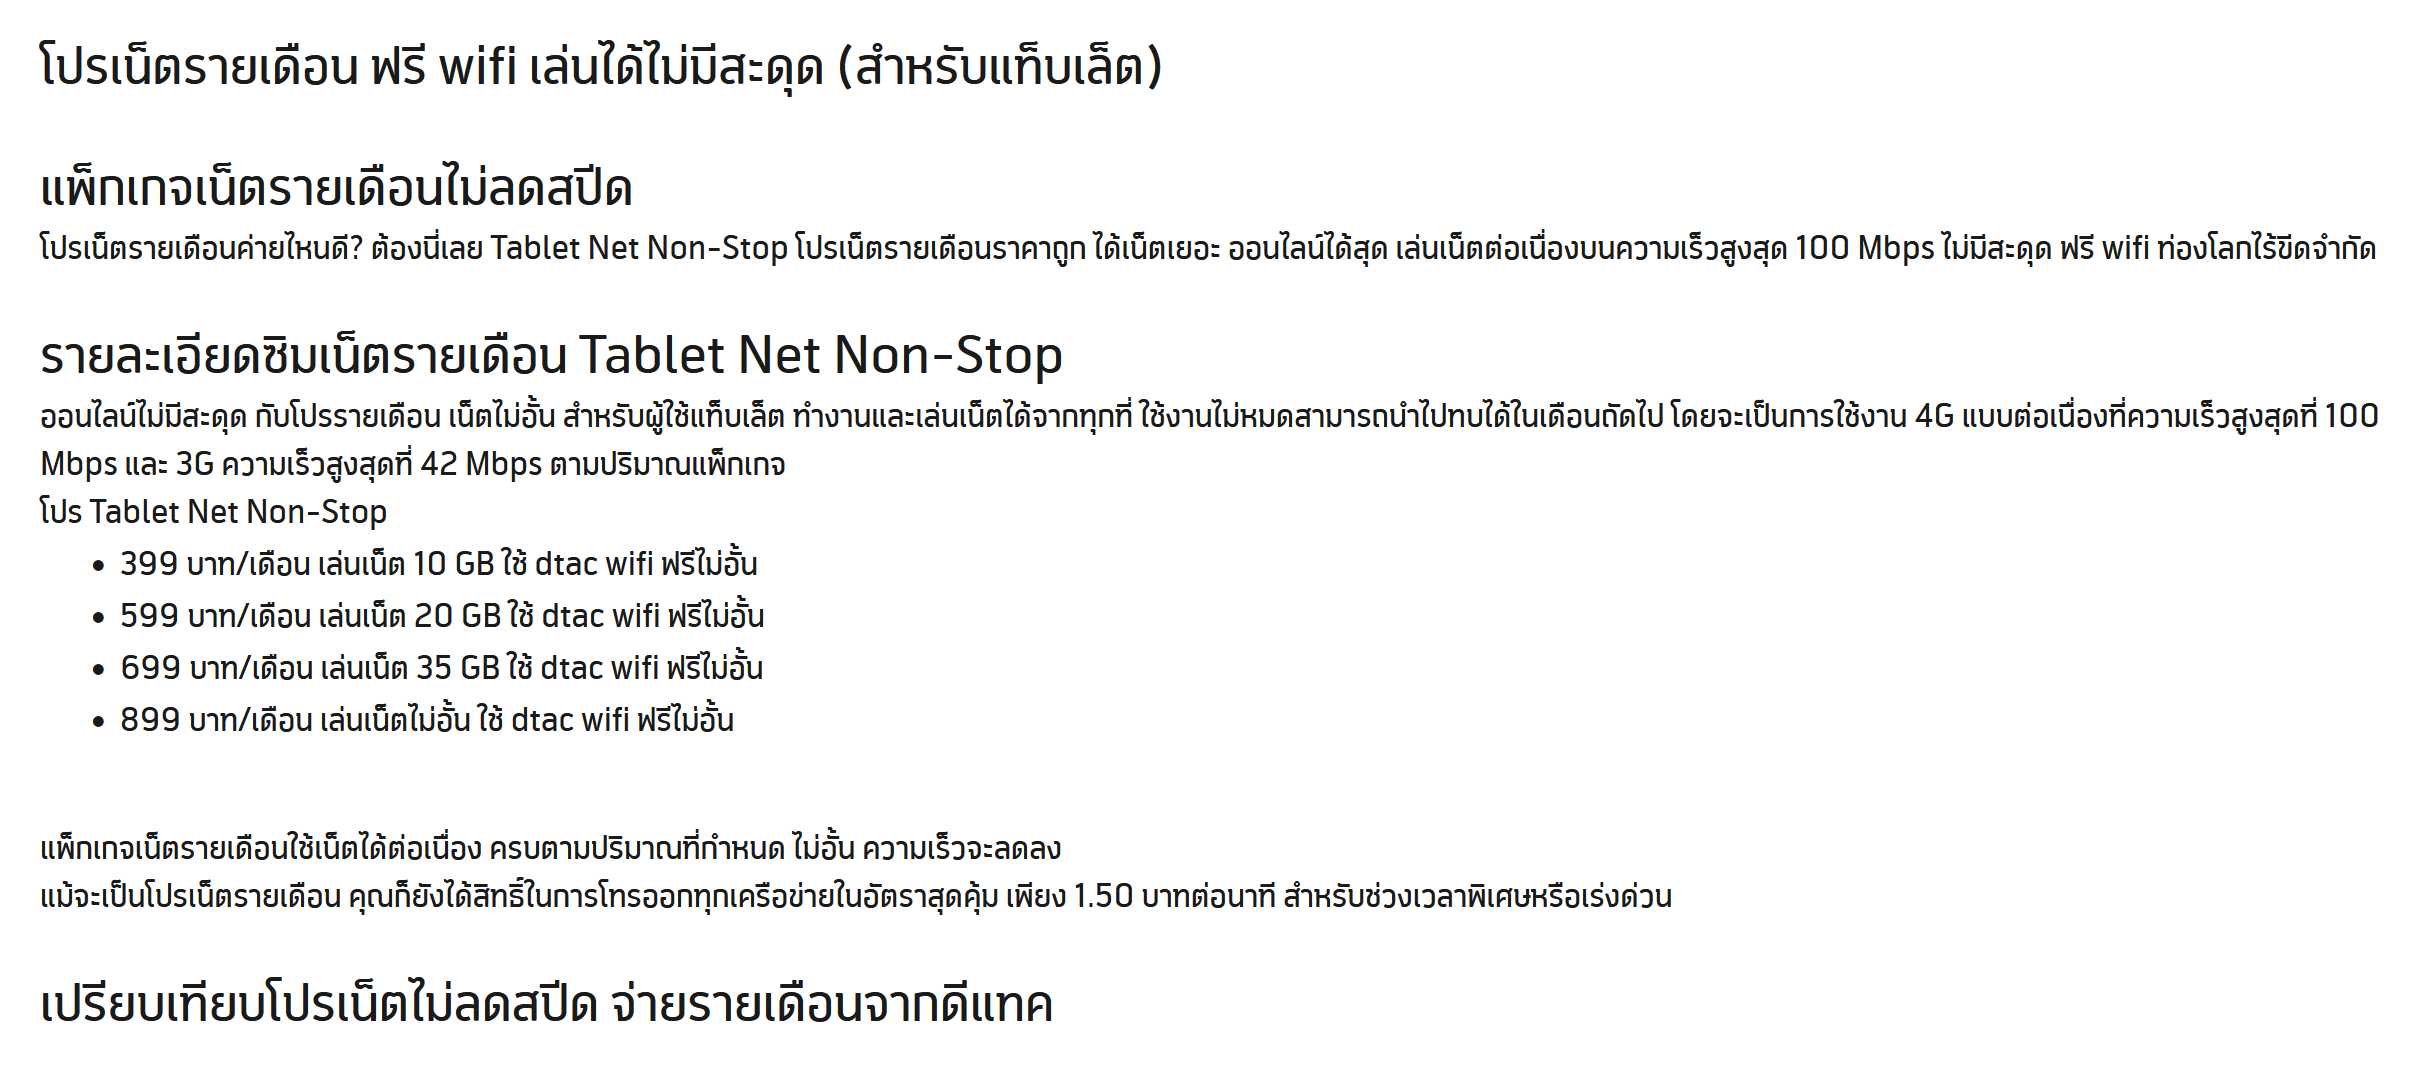 โปรเน็ตรายเดือน ฟรี wifi เล่นได้ไม่มีสะดุด (สำหรับแท็บเล็ต)
แพ็กเกจเน็ตรายเดือนไม่ลดสปีด
โปรเน็ตรายเดือนค่ายไหนดี? ต้องนี่เลย Tablet Net Non-Stop โปรเน็ตรายเดือนราคาถูก ได้เน็ตเยอะ ออนไลน์ได้สุด เล่นเน็ตต่อเนื่องบนความเร็วสูงสุด 100 Mbps ไม่มีสะดุด ฟรี wifi ท่องโลกไร้ขีดจำกัด
รายละเอียดซิมเน็ตรายเดือน Tablet Net Non-Stop
ออนไลน์ไม่มีสะดุด กับโปรรายเดือน เน็ตไม่อั้น สำหรับผู้ใช้แท็บเล็ต ทำงานและเล่นเน็ตได้จากทุกที่ ใช้งานไม่หมดสามารถนำไปทบได้ในเดือนถัดไป โดยจะเป็นการใช้งาน 4G แบบต่อเนื่องที่ความเร็วสูงสุดที่ 100
Mbps และ 3G ความเร็วสูงสุดที่ 42 Mbps ตามปริมาณแพ็กเกจ
โปร Tablet Net Non-Stop
• 399 บาท/เดือน เล่นเน็ต 10 GB ใช้ dtac wifi ฟรีไม่อั้น
• 599 บาท/เดือน เล่นเน็ต 20 GB ใช้ dtac wifi ฟรีไม่อั้น
• 699 บาท/เดือน เล่นเน็ต 35 GB ใช้ dtac wifi ฟรีไม่อั้น
• 899 บาท/เดือน เล่นเน็ตไม่อั้น ใช้ dtac wifi ฟรีไม่อั้น
แพ็กเกจเน็ตรายเดือนใช้เน็ตได้ต่อเนื่อง ครบตามปริมาณที่กำหนด ไม่อั้น ความเร็วจะลดลง
แม้จะเป็นโปรเน็ตรายเดือน คุณก็ยังได้สิทธิ์ในการโทรออกทุกเครือข่ายในอัตราสุดคุ้ม เพียง 1.50 บาทต่อนาที สำหรับช่วงเวลาพิเศษหรือเร่งด่วน
เปรียบเทียบโปรเน็ตไม่ลดสปีด จ่ายรายเดือนจากดีแทค